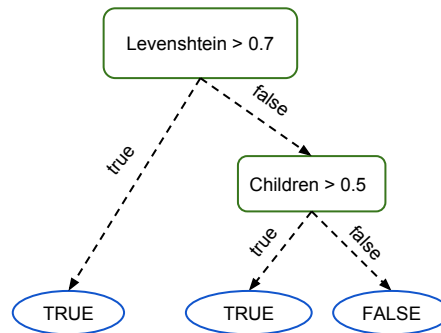 Levenshtein > 0.7
true
false
Children > 0.5
true
false
TRUE
TRUE
FALSE